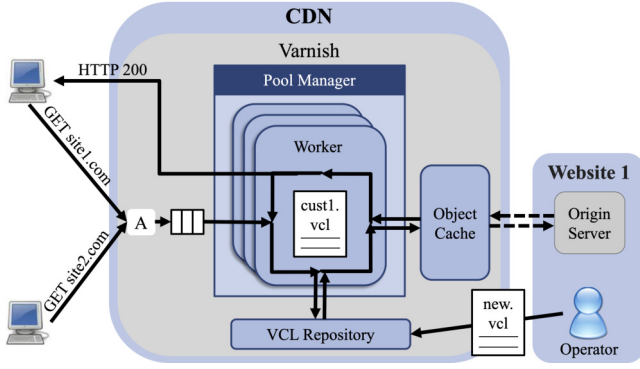 CDN
Varnish
HTTP 200
Pool Manager
GET site1.com
Worker
Website 1
cust1.
vcl
A
Object
Cache
Origin
Server
GET site2.com
new.
vcl
VCL Repository
Operator